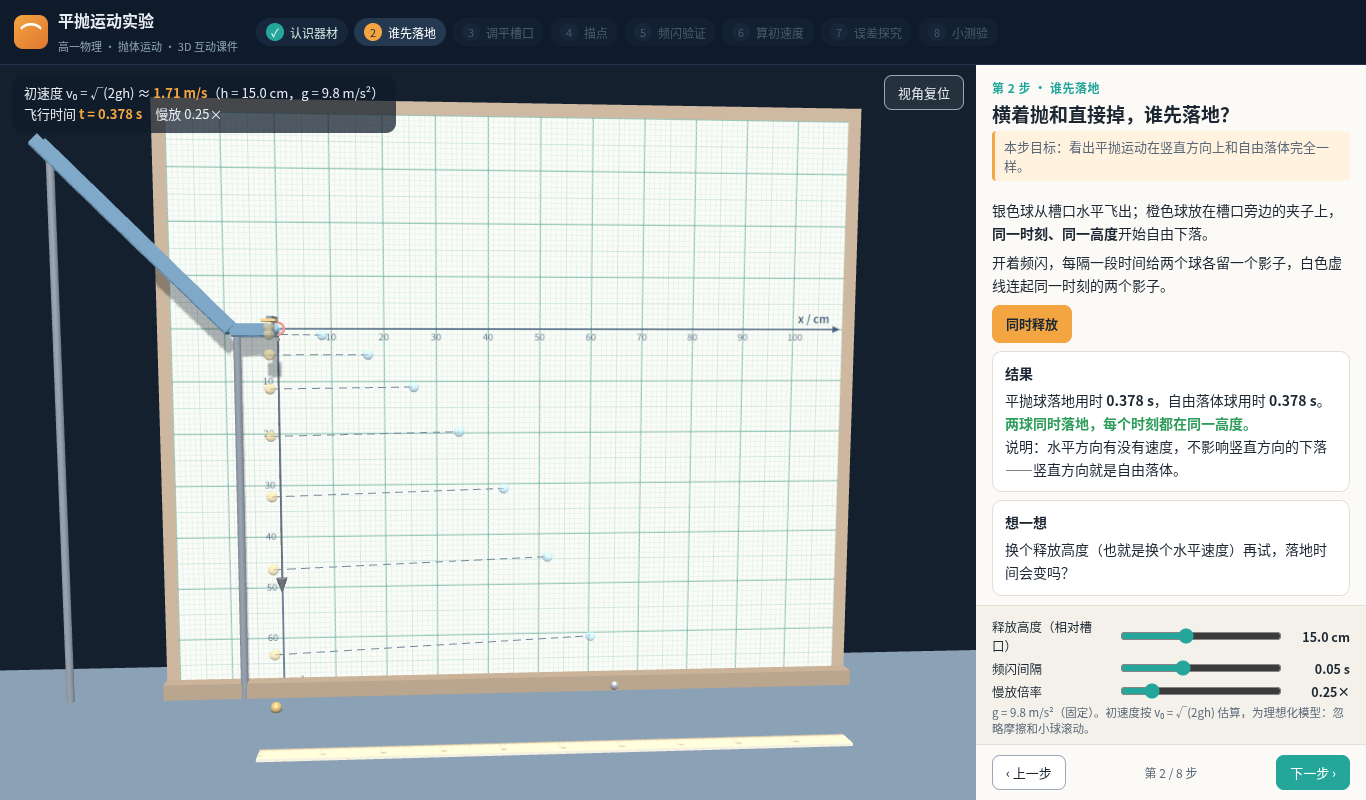 平抛运动实验
高一物理 · 抛体运动 · 3D 互动课件
✓ 认识器材
2 谁先落地
3 调平槽口
4 描点
5 频闪验证
6 算初速度
7 误差探究
8 小测验
初速度 v₀ = √(2gh) ≈ 1.71 m/s（h = 15.0 cm，g = 9.8 m/s²）
飞行时间 t = 0.378 s 慢放 0.25×
视角复位
x / cm
10 20 30 40 50 60 70 80 90 100
10
20
30
40
50
60
第 2 步 · 谁先落地
横着抛和直接掉，谁先落地？
本步目标：看出平抛运动在竖直方向上和自由落体完全一
样。
银色球从槽口水平飞出；橙色球放在槽口旁边的夹子上，
同一时刻、同一高度开始自由下落。
开着频闪，每隔一段时间给两个球各留一个影子，白色虚
线连起同一时刻的两个影子。
同时释放
结果
平抛球落地用时 0.378 s，自由落体球用时 0.378 s。
两球同时落地，每个时刻都在同一高度。
说明：水平方向有没有速度，不影响竖直方向的下落
——竖直方向就是自由落体。
想一想
换个释放高度（也就是换个水平速度）再试，落地时
间会变吗？
释放高度（相对槽
口） 15.0 cm
频闪间隔 0.05 s
慢放倍率 0.25×
g = 9.8 m/s²（固定）。初速度按 v₀ = √(2gh) 估算，为理想化模型：忽
略摩擦和小球滚动。
‹ 上一步
第 2 / 8 步
下一步 ›